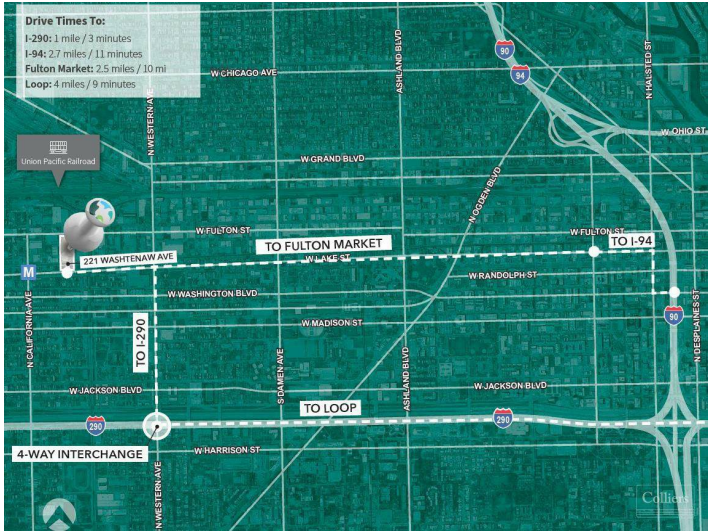 Drive Times To:
I-290: 1 mile / 3 minutes
I-94: 2.7 miles / 11 minutes
Fulton Market: 2.5 miles / 10 mi
Loop: 4 miles / 9 minutes
N WESTERN AVE
ASHLAND BLVD
90
94
N HALSTED ST
W CHICAGO AVE
W OHIO ST
Union Pacific Railroad
W GRAND BLVD
N OGDEN BLVD
W FULTON ST
W FULTON ST
TO FULTON MARKET
TO I-94
221 WASHTENAW AVE
W LAKE ST
M
W RANDOLPH ST
W WASHINGTON BLVD
W MADISON ST
90
N CALIFORNIA AVE
TO I-290
N DESPLAINES ST
S DAMEN AVE
ASHLAND BLVD
W JACKSON BLVD
W JACKSON BLVD
TO LOOP
290
290
4-WAY INTERCHANGE
W HARRISON ST
N WESTERN AVE
Colliers